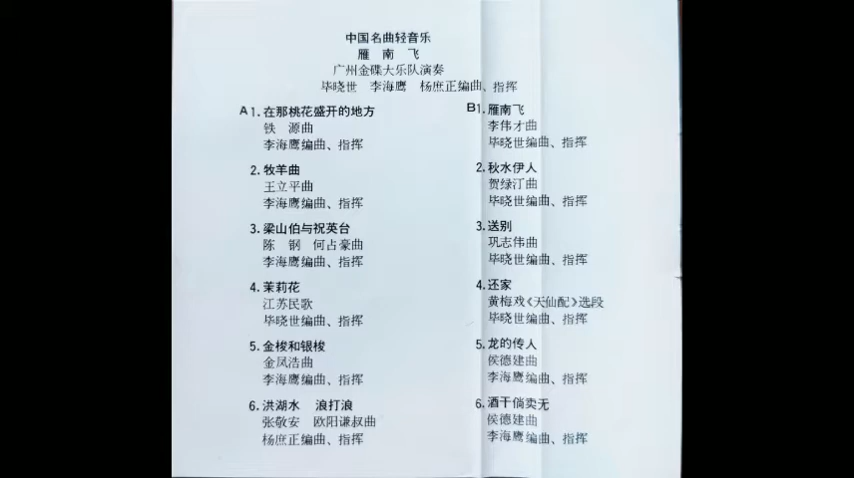 中国名曲轻音乐
雁 南 飞
广州金碟大乐队演奏
毕晓世 李海鹰 杨庶正编曲、指挥
A 1. 在那桃花盛开的地方
铁 源曲
李海鹰编曲、指挥
2. 牧羊曲
王立平曲
李海鹰编曲、指挥
3. 梁山伯与祝英台
陈 钢 何占豪曲
李海鹰编曲、指挥
4. 茉莉花
江苏民歌
毕晓世编曲、指挥
5. 金梭和银梭
金凤浩曲
李海鹰编曲、指挥
6. 洪湖水 浪打浪
张敬安 欧阳谦叔曲
杨庶正编曲、指挥
B 1. 雁南飞
李伟才曲
毕晓世编曲、指挥
2. 秋水伊人
贺绿汀曲
毕晓世编曲、指挥
3. 送别
巩志伟曲
毕晓世编曲、指挥
4. 还家
黄梅戏《天仙配》选段
毕晓世编曲、指挥
5. 龙的传人
侯德建曲
李海鹰编曲、指挥
6. 酒干倘卖无
侯德建曲
李海鹰编曲、指挥